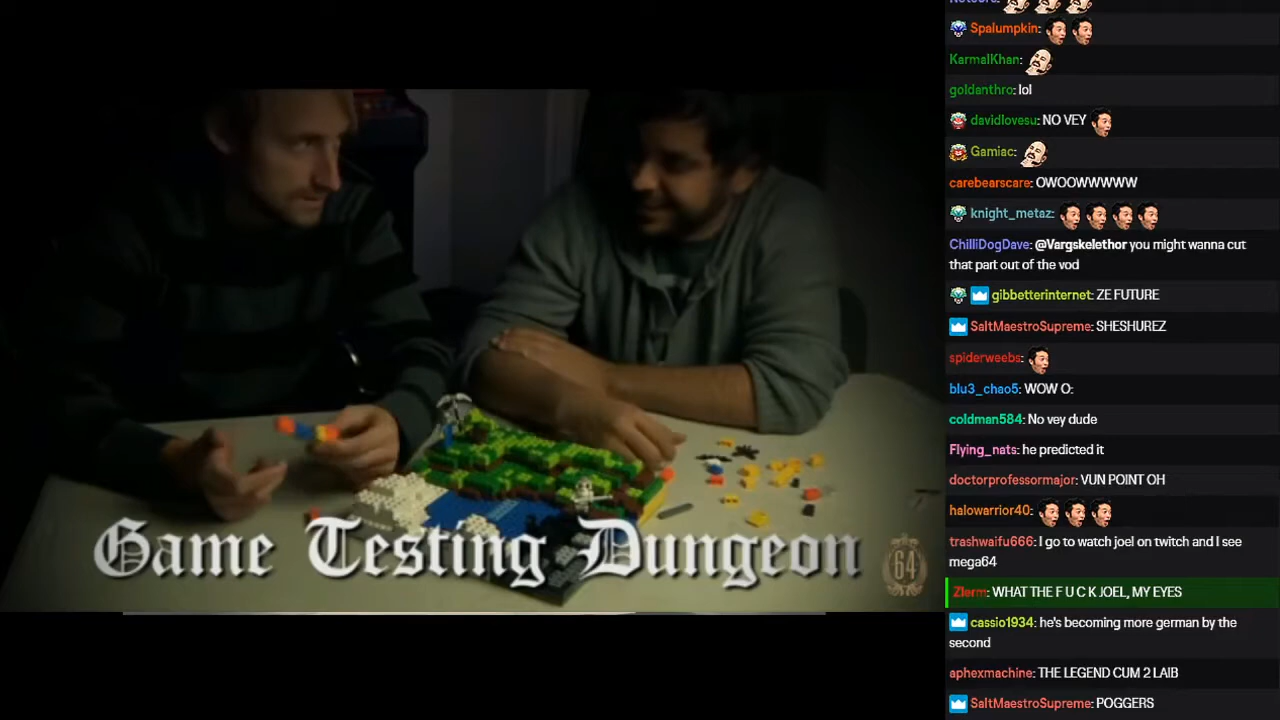 Game Testing Dungeon
64
Spalumpkin:
KarmalKhan:
goldanthro: lol
davidlovesu: NO VEY
Gamiac:
carebearscare: OWOOWWWWW
knight_metaz:
ChilliDogDave: @Vargskelethor you might wanna cut
that part out of the vod
gibbetterinternet: ZE FUTURE
SaltMaestroSupreme: SHESHUREZ
spiderweebs:
blu3_chao5: WOW O:
coldman584: No vey dude
Flying_nats: he predicted it
doctorprofessormajor: VUN POINT OH
halowarrior40:
trashwaifu666: I go to watch joel on twitch and I see
mega64
Zlerm: WHAT THE F U C K JOEL, MY EYES
cassio1934: he's becoming more german by the
second
aphexmachine: THE LEGEND CUM 2 LAIB
SaltMaestroSupreme: POGGERS